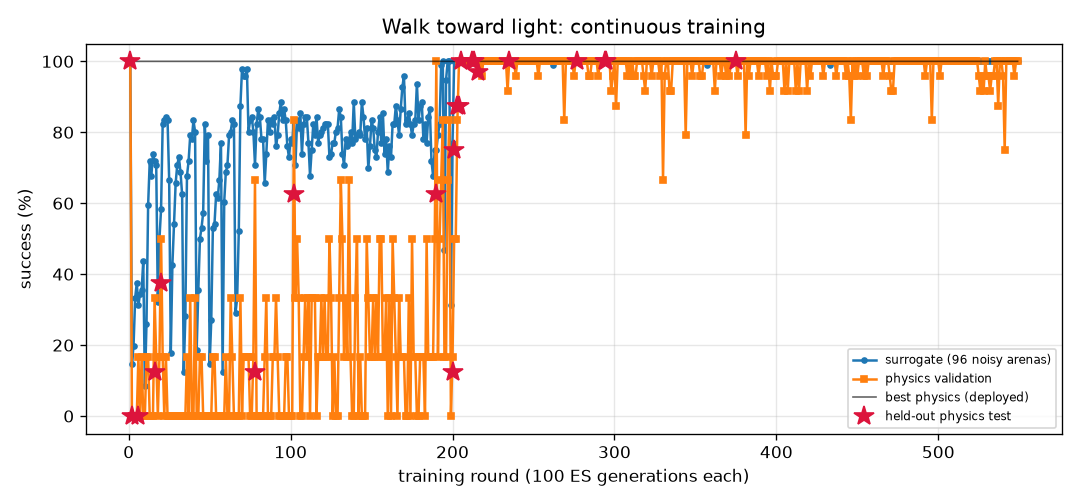 Walk toward light: continuous training
success (%)
100
80
60
40
20
0
0 100 200 300 400 500
training round (100 ES generations each)
surrogate (96 noisy arenas)
physics validation
best physics (deployed)
held-out physics test